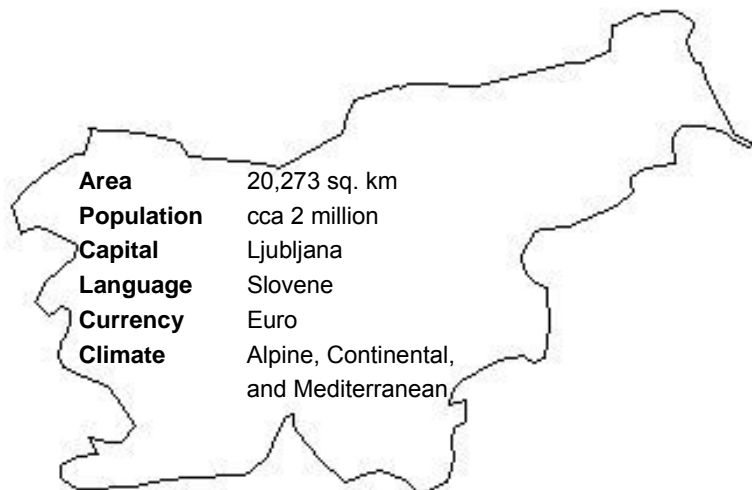 Area 20,273 sq. km
Population cca 2 million
Capital Ljubljana
Language Slovene
Currency Euro
Climate Alpine, Continental,
and Mediterranean